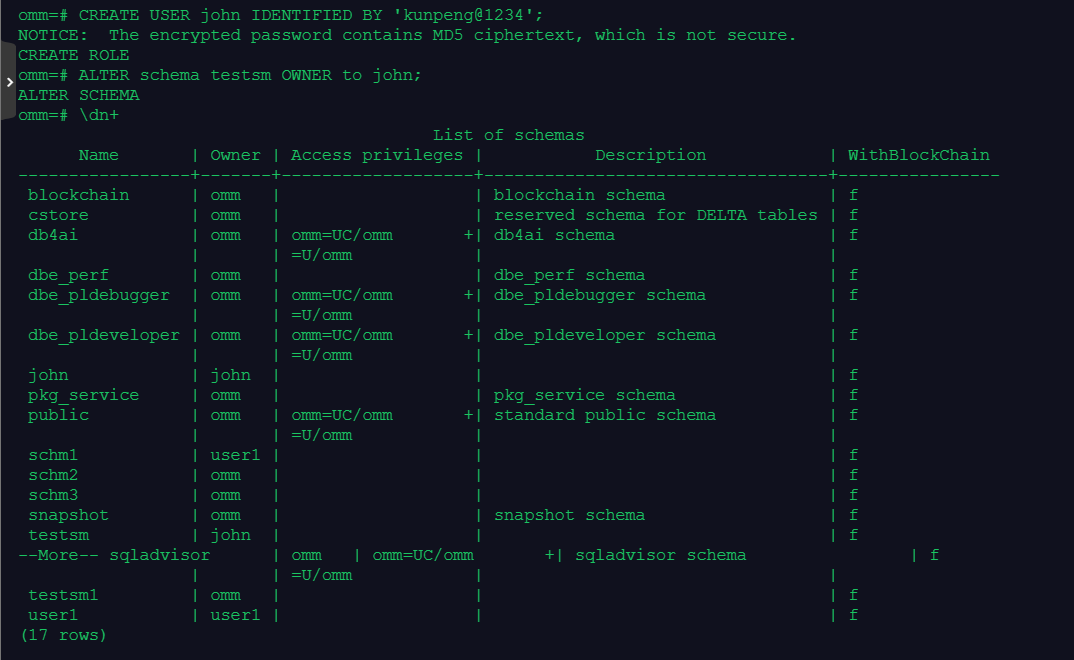 omm=# CREATE USER john IDENTIFIED BY 'kunpeng@1234';
NOTICE:  The encrypted password contains MD5 ciphertext, which is not secure.
CREATE ROLE
omm=# ALTER schema testsm OWNER to john;
ALTER SCHEMA
omm=# \dn+
                                         List of schemas
      Name       | Owner | Access privileges |           Description            | WithBlockChain
-----------------+-------+-------------------+----------------------------------+----------------
 blockchain      | omm   |                   | blockchain schema                | f
 cstore          | omm   |                   | reserved schema for DELTA tables | f
 db4ai           | omm   | omm=UC/omm       +| db4ai schema                     | f
                 |       | =U/omm            |                                  |
 dbe_perf        | omm   |                   | dbe_perf schema                  | f
 dbe_pldebugger  | omm   | omm=UC/omm       +| dbe_pldebugger schema            | f
                 |       | =U/omm            |                                  |
 dbe_pldeveloper | omm   | omm=UC/omm       +| dbe_pldeveloper schema           | f
                 |       | =U/omm            |                                  |
 john            | john  |                   |                                  | f
 pkg_service     | omm   |                   | pkg_service schema               | f
 public          | omm   | omm=UC/omm       +| standard public schema           | f
                 |       | =U/omm            |                                  |
 schm1           | user1 |                   |                                  | f
 schm2           | omm   |                   |                                  | f
 schm3           | omm   |                   |                                  | f
 snapshot        | omm   |                   | snapshot schema                  | f
 testsm          | john  |                   |                                  | f
--More-- sqladvisor      | omm   | omm=UC/omm       +| sqladvisor schema                | f
                 |       | =U/omm            |                                  |
 testsm1         | omm   |                   |                                  | f
 user1           | user1 |                   |                                  | f
(17 rows)